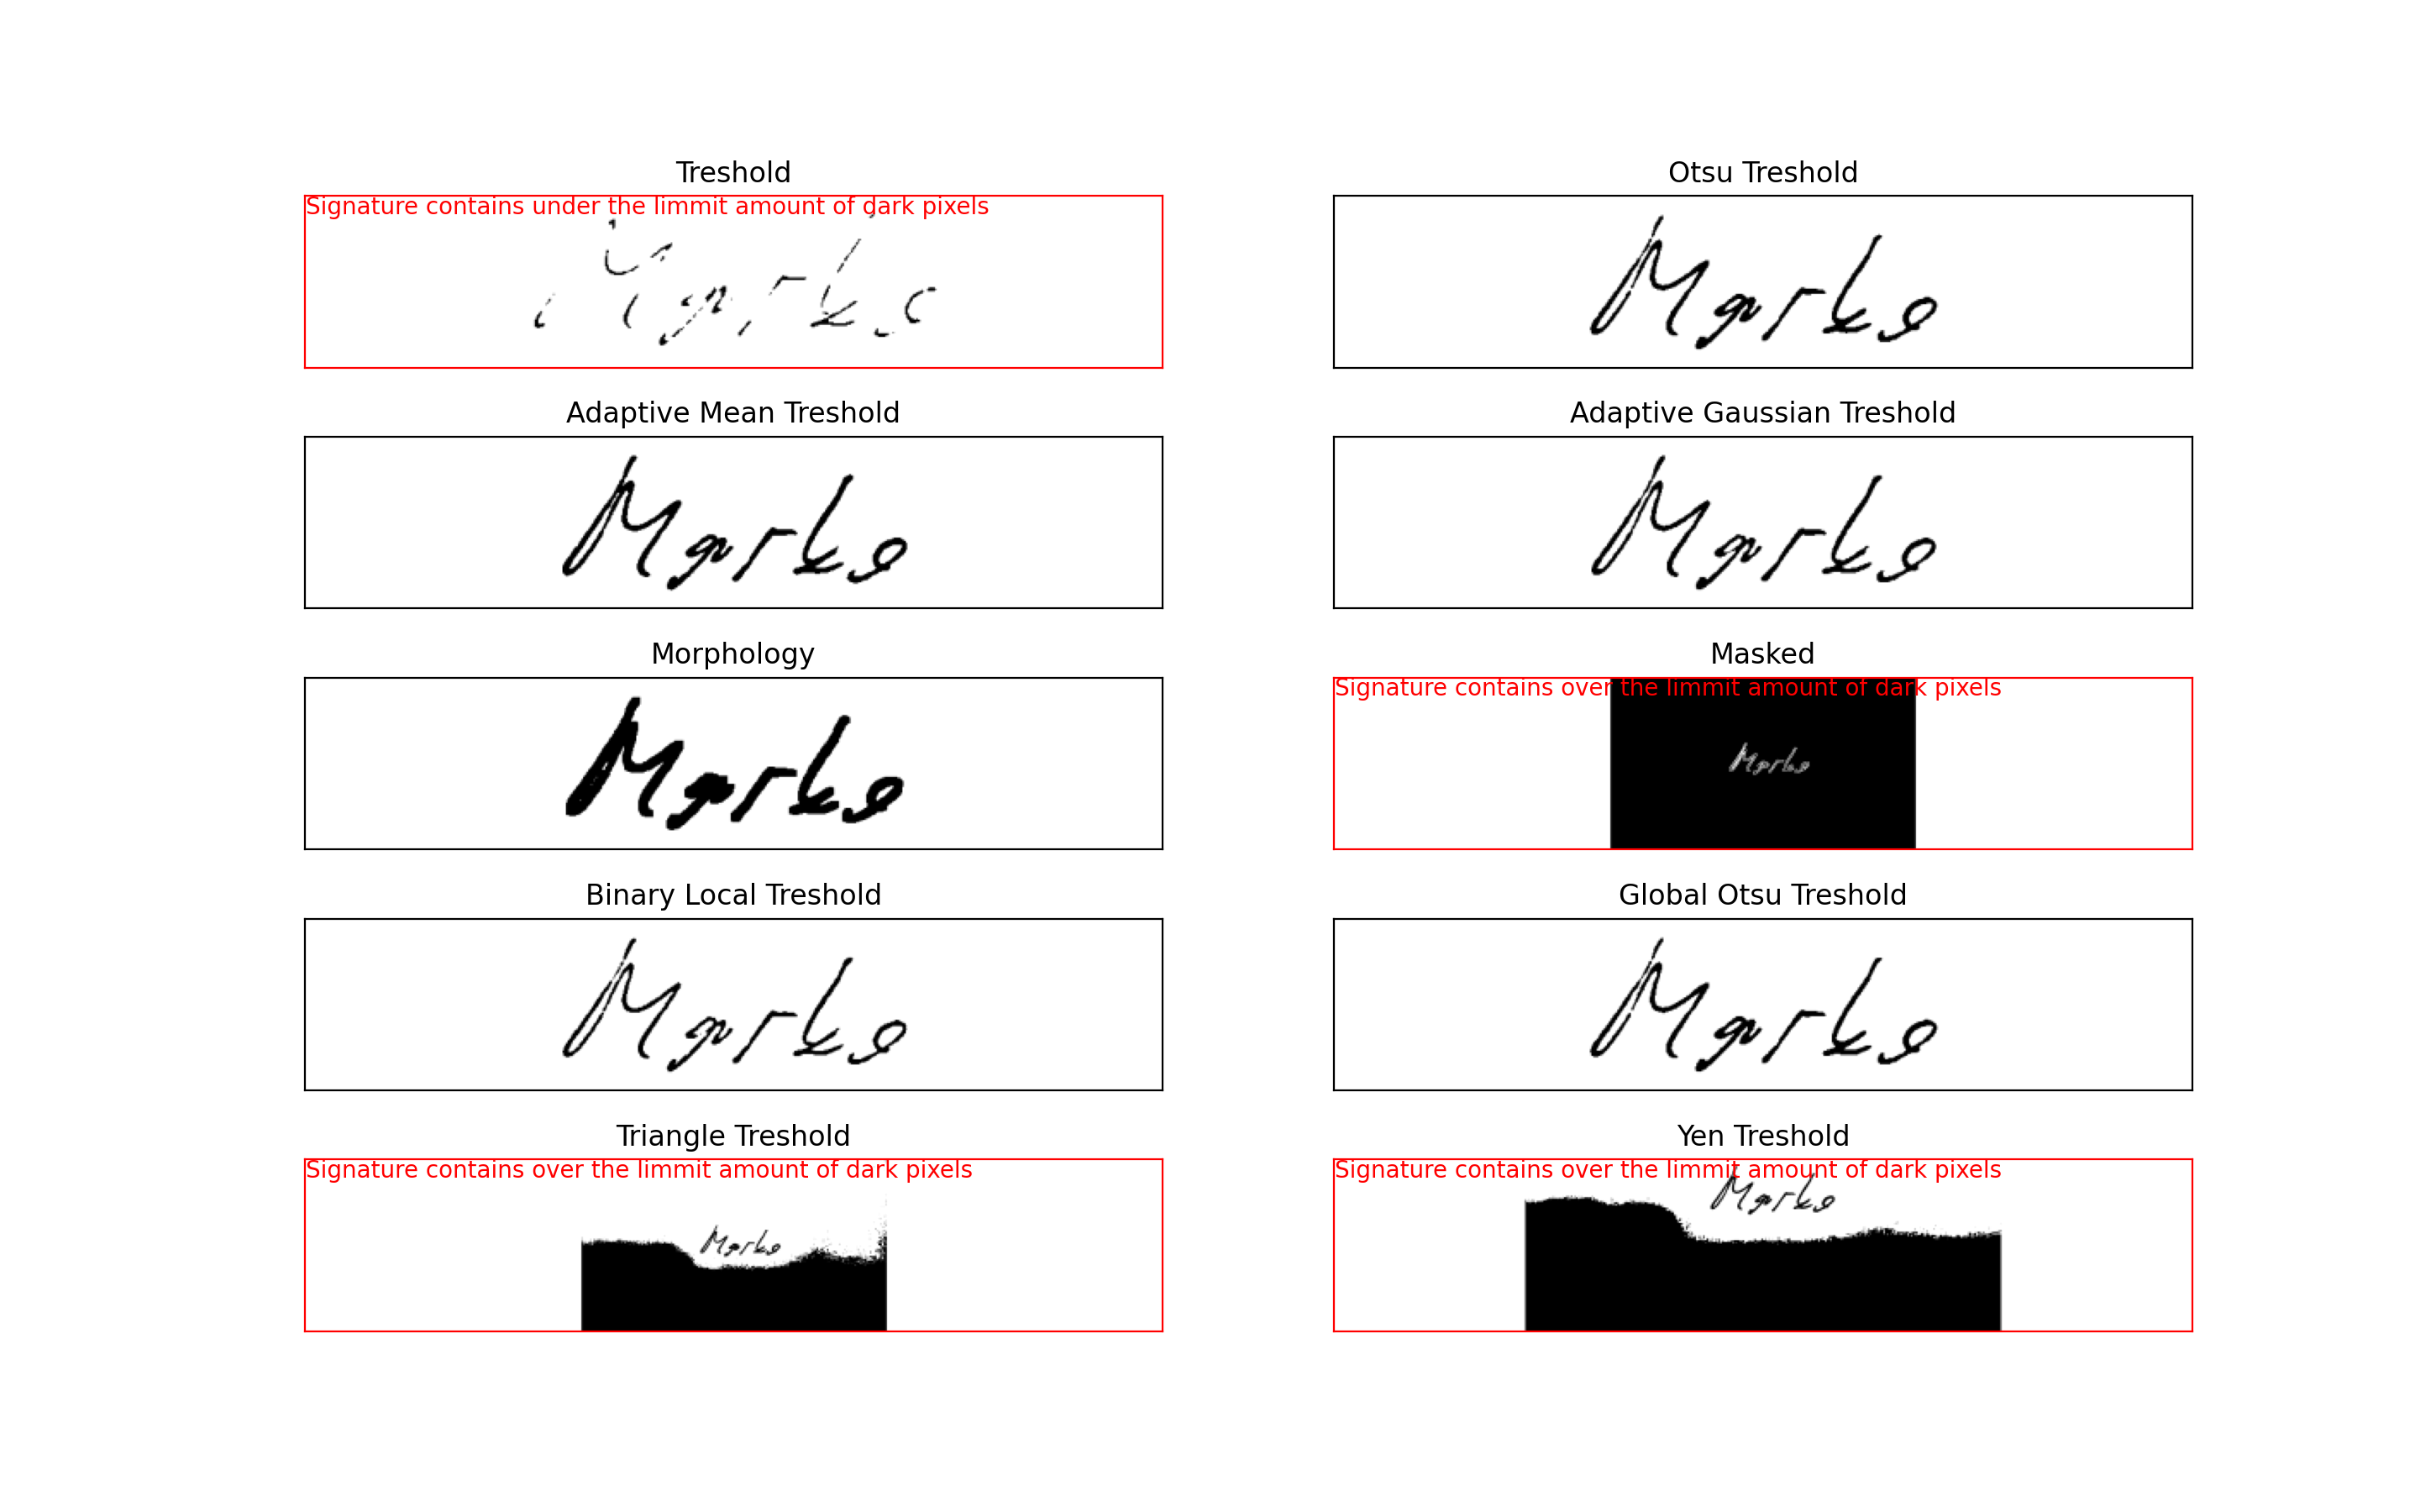 Treshold
Signature contains under the limmit amount of dark pixels
Marko
Otsu Treshold
Marko
Adaptive Mean Treshold
Marko
Adaptive Gaussian Treshold
Marko
Morphology
Marko
Masked
Signature contains over the limmit amount of dark pixels
Marko
Binary Local Treshold
Marko
Global Otsu Treshold
Marko
Triangle Treshold
Signature contains over the limmit amount of dark pixels
Marko
Yen Treshold
Signature contains over the limmit amount of dark pixels
Marko